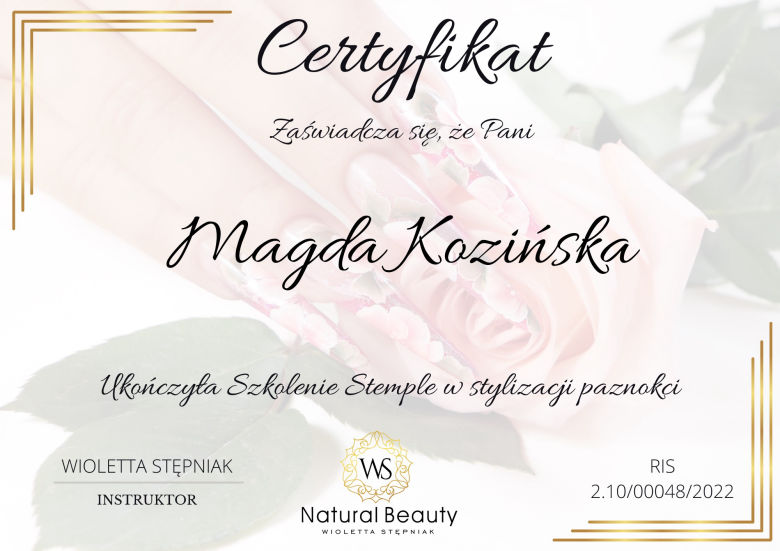 Certyfikat
Zaświadcza się, że Pani
Magda Kozińska
Ukończyła Szkolenie Stemple w stylizacji paznokci
WIOLETTA STĘPNIAK
INSTRUKTOR
WS
Natural Beauty
WIOLETTA STĘPNIAK
RIS
2.10/00048/2022